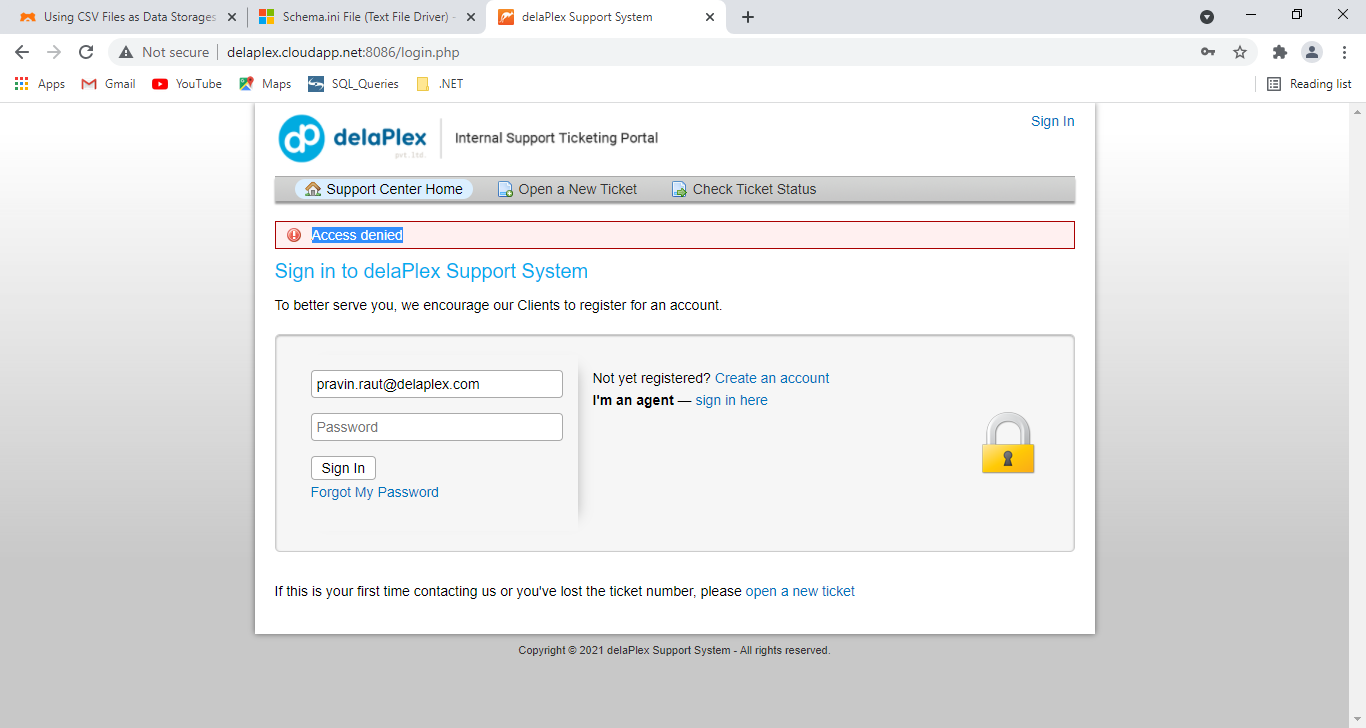 Using CSV Files as Data Storages
Schema.ini File (Text File Driver) -
delaPlex Support System
Not secure
delaplex.cloudapp.net:8086/login.php
Apps
Gmail
YouTube
Maps
SQL_Queries
.NET
Reading list
dp delaPlex
pvt. ltd.
Internal Support Ticketing Portal
Sign In
Support Center Home
Open a New Ticket
Check Ticket Status
Access denied
Sign in to delaPlex Support System
To better serve you, we encourage our Clients to register for an account.
pravin.raut@delaplex.com
Password
Sign In
Forgot My Password
Not yet registered? Create an account
I'm an agent — sign in here
If this is your first time contacting us or you've lost the ticket number, please open a new ticket
Copyright © 2021 delaPlex Support System - All rights reserved.